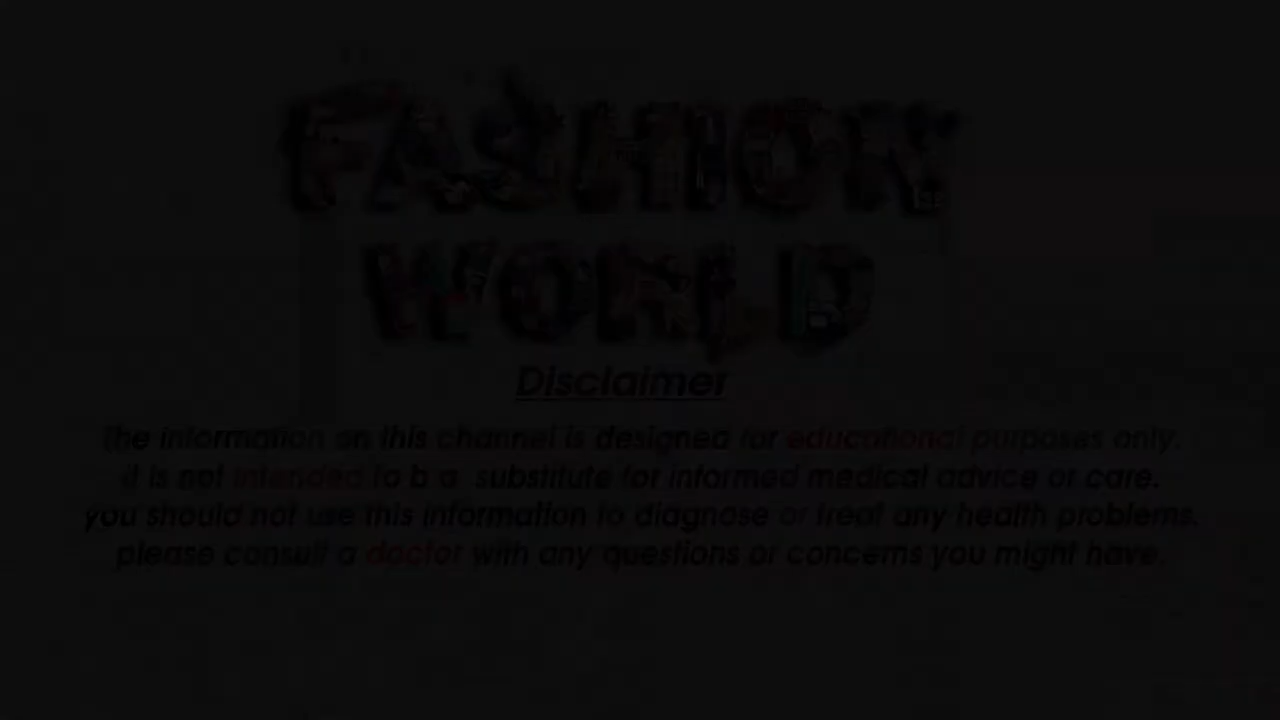 FASHION
WORLD
Disclaimer
the information on this channel is designed for educational purposes only.
it is not intended to b a substitute for informed medical advice or care.
you should not use this information to diagnose or treat any health problems.
please consult a doctor with any questions or concerns you might have.